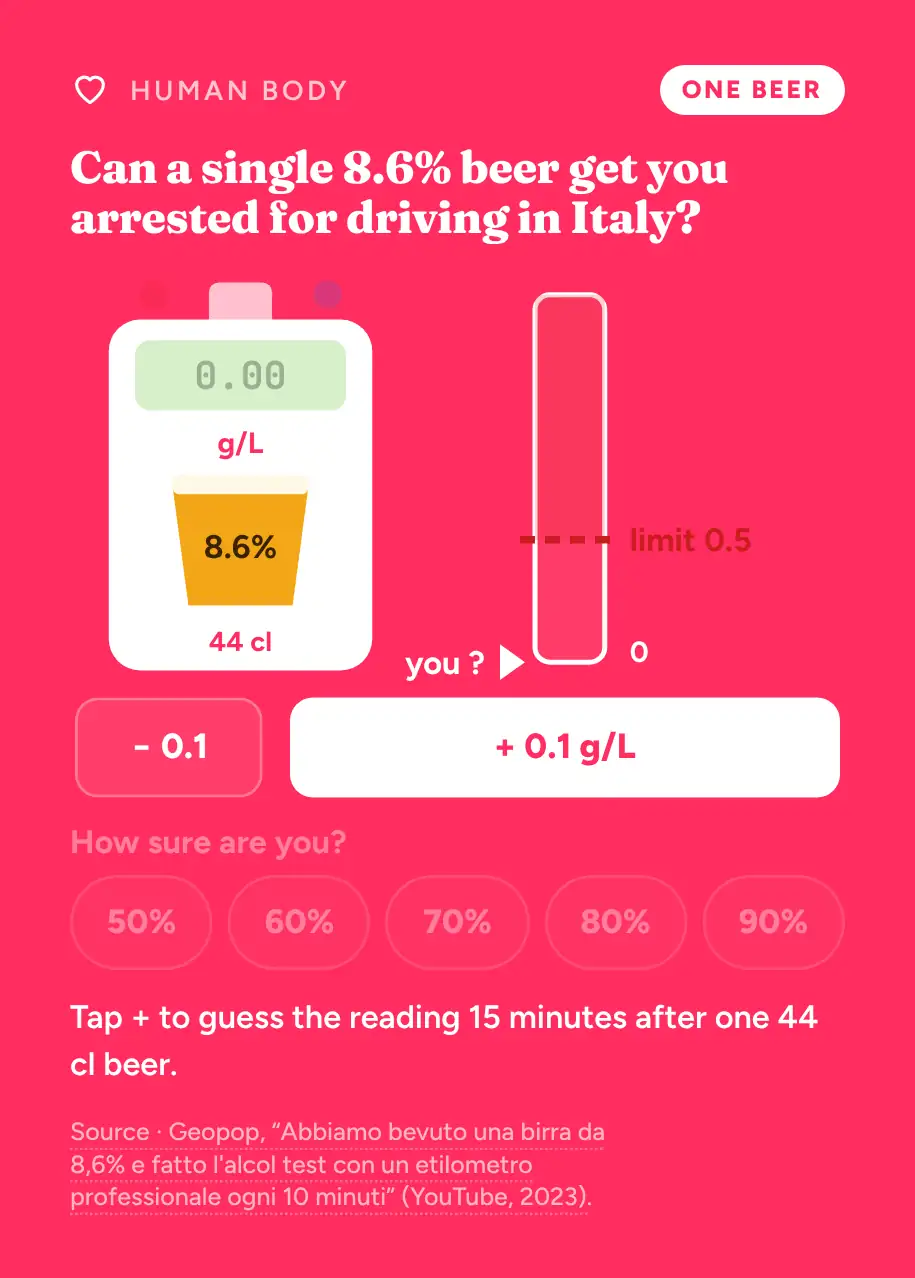 HUMAN BODY
ONE BEER
Can a single 8.6% beer get you
arrested for driving in Italy?
0.00
g/L
8.6%
44 cl
limit 0.5
you ?
0
− 0.1
+ 0.1 g/L
How sure are you?
50%
60%
70%
80%
90%
Tap + to guess the reading 15 minutes after one 44
cl beer.
Source · Geopop, “Abbiamo bevuto una birra da
8,6% e fatto l'alcol test con un etilometro
professionale ogni 10 minuti” (YouTube, 2023).